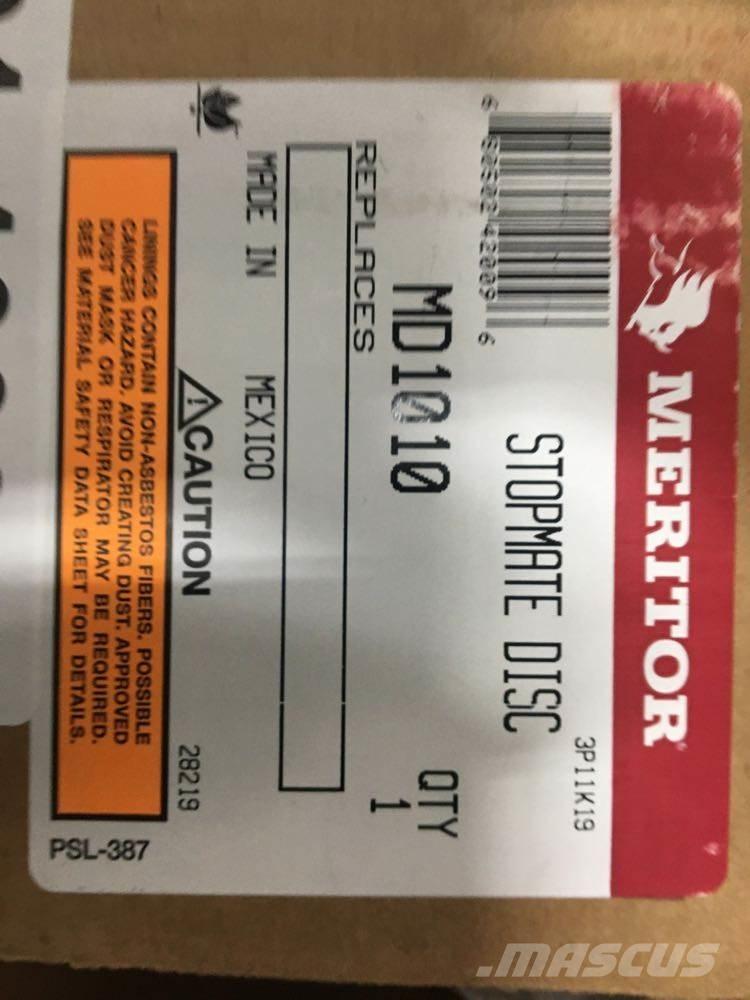 MERITOR
3P11K19
STOPMATE DISC
MD1010
QTY
1
REPLACES
MADE IN MEXICO
28219
CAUTION
LININGS CONTAIN NON-ASBESTOS FIBERS. POSSIBLE
CANCER HAZARD. AVOID CREATING DUST. APPROVED
DUST MASK OR RESPIRATOR MAY BE REQUIRED.
SEE MATERIAL SAFETY DATA SHEET FOR DETAILS.
PSL-387
.MASCUS